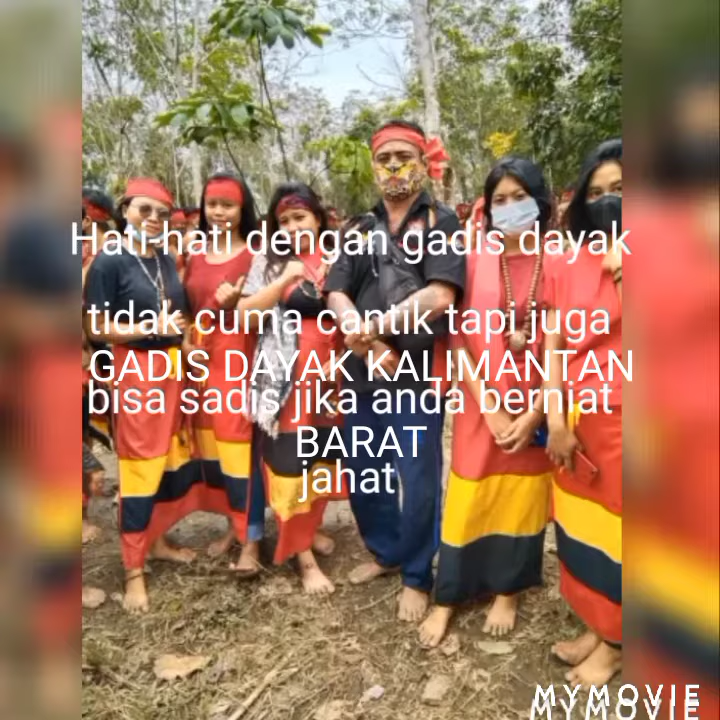 Hati-hati dengan gadis dayak
tidak cuma cantik tapi juga
GADIS DAYAK KALIMANTAN
bisa sadis jika anda berniat
BARAT
jahat
MYMOVIE
MYMOVIE